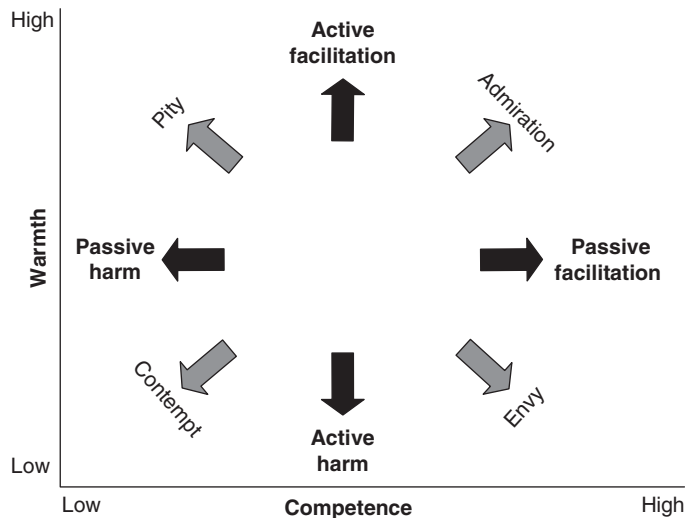 High
Active
facilitation
Pity
Admiration
Warmth
Passive
harm
Passive
facilitation
Contempt
Envy
Active
harm
Low
Low
Competence
High